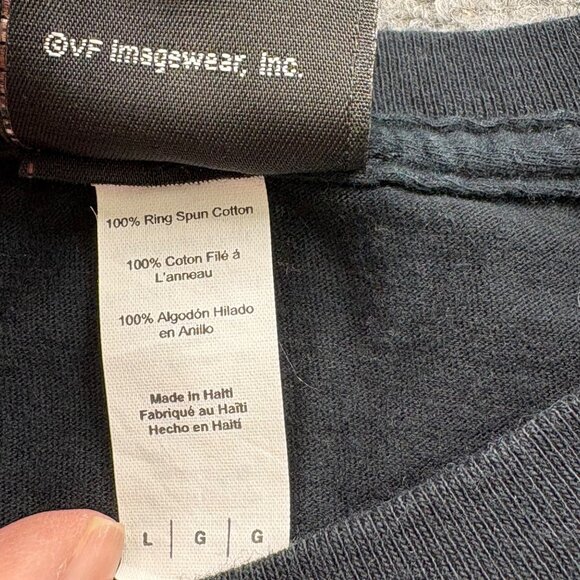 ©VF Imagewear, Inc.
100% Ring Spun Cotton
100% Coton Filé à
L'anneau
100% Algodón Hilado
en Anillo
Made in Haiti
Fabriqué au Haïti
Hecho en Haití
L | G | G